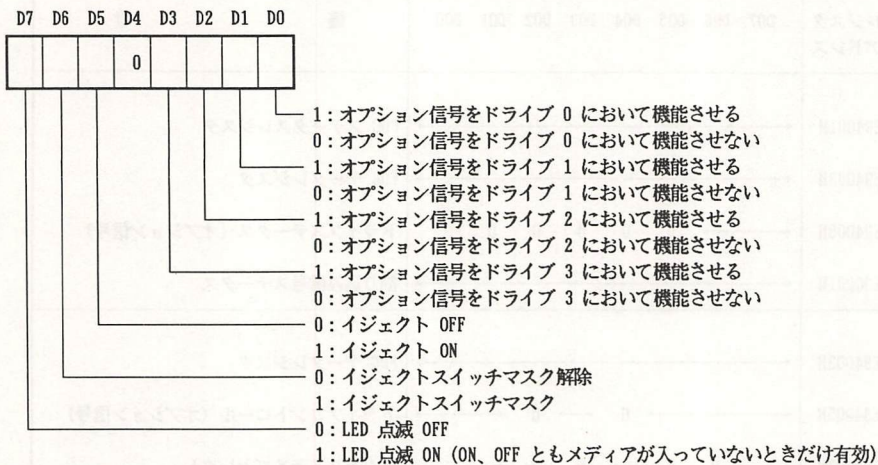 D7 D6 D5 D4 D3 D2 D1 D0
0
1:オプション信号をドライブ 0 において機能させる
0:オプション信号をドライブ 0 において機能させない
1:オプション信号をドライブ 1 において機能させる
0:オプション信号をドライブ 1 において機能させない
1:オプション信号をドライブ 2 において機能させる
0:オプション信号をドライブ 2 において機能させない
1:オプション信号をドライブ 3 において機能させる
0:オプション信号をドライブ 3 において機能させない
0:イジェクト OFF
1:イジェクト ON
0:イジェクトスイッチマスク解除
1:イジェクトスイッチマスク
0:LED 点滅 OFF
1:LED 点滅 ON (ON、OFF ともメディアが入っていないときだけ有効)